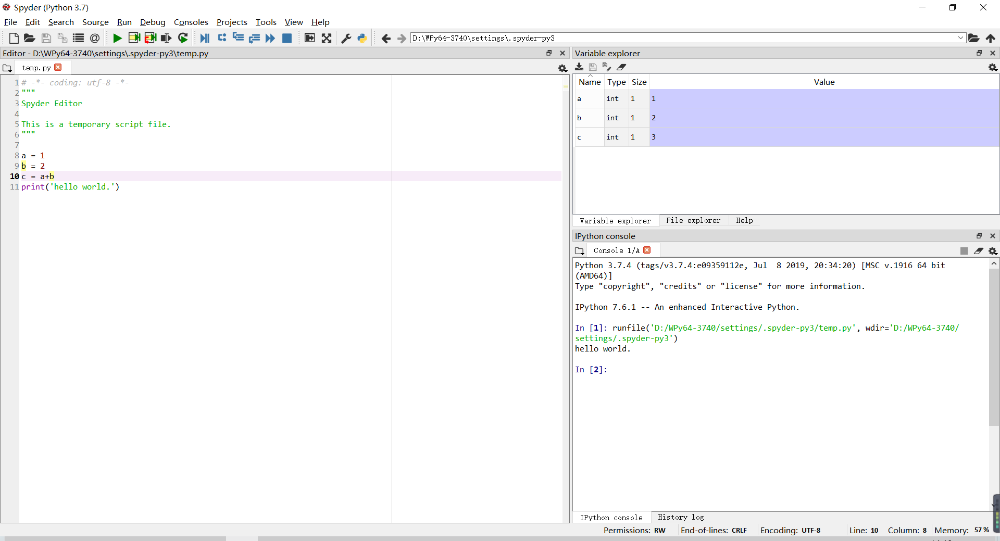 Spyder (Python 3.7)
File Edit Search Source Run Debug Consoles Projects Tools View Help
D:\WPy64-3740\settings\.spyder-py3
Editor - D:\WPy64-3740\settings\.spyder-py3\temp.py
temp.py
1 # -*- coding: utf-8 -*-
2 """
3 Spyder Editor
4
5 This is a temporary script file.
6 """
7
8 a = 1
9 b = 2
10 c = a+b
11 print('hello world.')
Variable explorer
Name Type Size Value
a int 1 1
b int 1 2
c int 1 3
Variable explorer File explorer Help
IPython console
Console 1/A
Python 3.7.4 (tags/v3.7.4:e09359112e, Jul  8 2019, 20:34:20) [MSC v.1916 64 bit
(AMD64)]
Type "copyright", "credits" or "license" for more information.
IPython 7.6.1 -- An enhanced Interactive Python.
In [1]: runfile('D:/WPy64-3740/settings/.spyder-py3/temp.py', wdir='D:/WPy64-3740/
settings/.spyder-py3')
hello world.
In [2]:
IPython console History log
Permissions: RW End-of-lines: CRLF Encoding: UTF-8 Line: 10 Column: 8 Memory: 57 %